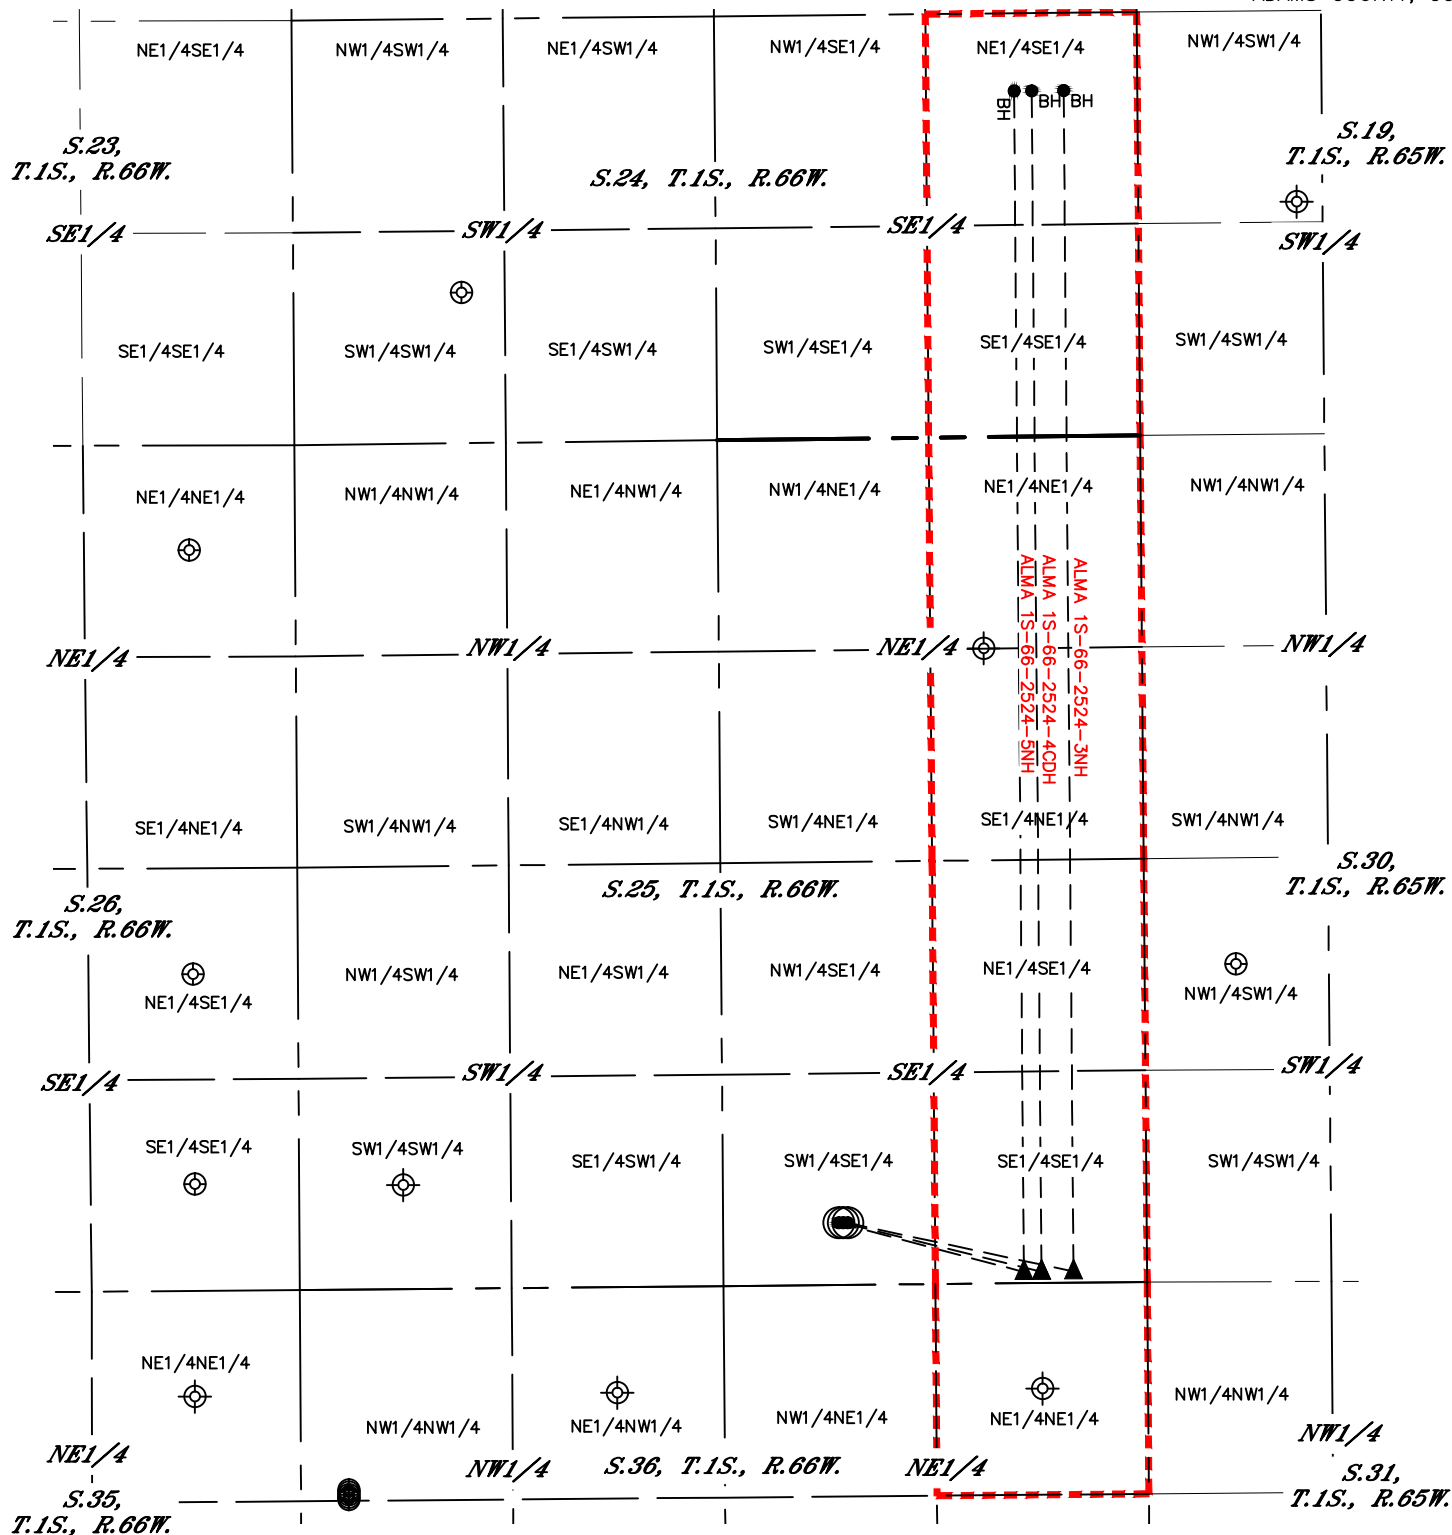 NE1/4SE1/4
NW1/4SW1/4
NE1/4SW1/4
NW1/4SE1/4
NE1/4SE1/4
NW1/4SW1/4
BH
BH
BH
S.23,
T.1S., R.66W.
S.24, T.1S., R.66W.
S.19,
T.1S., R.65W.
SE1/4
SW1/4
SE1/4
SW1/4
SE1/4SE1/4
SW1/4SW1/4
SE1/4SW1/4
SW1/4SE1/4
SE1/4SE1/4
SW1/4SW1/4
NE1/4NE1/4
NW1/4NW1/4
NE1/4NW1/4
NW1/4NE1/4
NE1/4NE1/4
NW1/4NW1/4
ALMA 1S-66-2524-5NH
ALMA 1S-66-2524-4CDH
ALMA 1S-66-2524-3NH
NE1/4
NW1/4
NE1/4
NW1/4
SE1/4NE1/4
SW1/4NW1/4
SE1/4NW1/4
SW1/4NE1/4
SE1/4NE1/4
SW1/4NW1/4
S.26,
T.1S., R.66W.
S.25, T.1S., R.66W.
S.30,
T.1S., R.65W.
NE1/4SE1/4
NW1/4SW1/4
NE1/4SW1/4
NW1/4SE1/4
NE1/4SE1/4
NW1/4SW1/4
SE1/4
SW1/4
SE1/4
SW1/4
SE1/4SE1/4
SW1/4SW1/4
SE1/4SW1/4
SW1/4SE1/4
SE1/4SE1/4
SW1/4SW1/4
NE1/4NE1/4
NW1/4NW1/4
NE1/4NW1/4
NW1/4NE1/4
NE1/4NE1/4
NW1/4NW1/4
NE1/4
NW1/4
S.36, T.1S., R.66W.
NE1/4
NW1/4
S.35,
T.1S., R.66W.
S.31,
T.1S., R.65W.